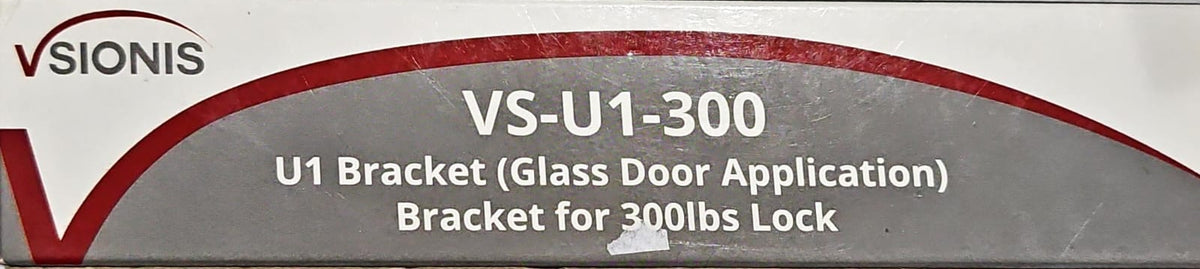 VSIONIS
VS-U1-300
U1 Bracket (Glass Door Application)
Bracket for 300lbs Lock